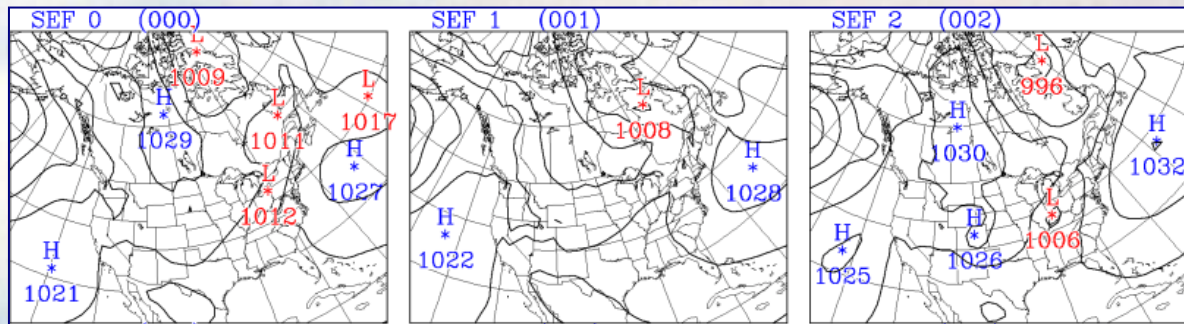 SEF 0 (000)
L
1009
H
1029
L
1011
L
1017
H
1027
L
1012
H
1021
SEF 1 (001)
L
1008
H
1028
H
1022
SEF 2 (002)
L
996
H
1030
H
1032
L
1006
H
1026
H
1025